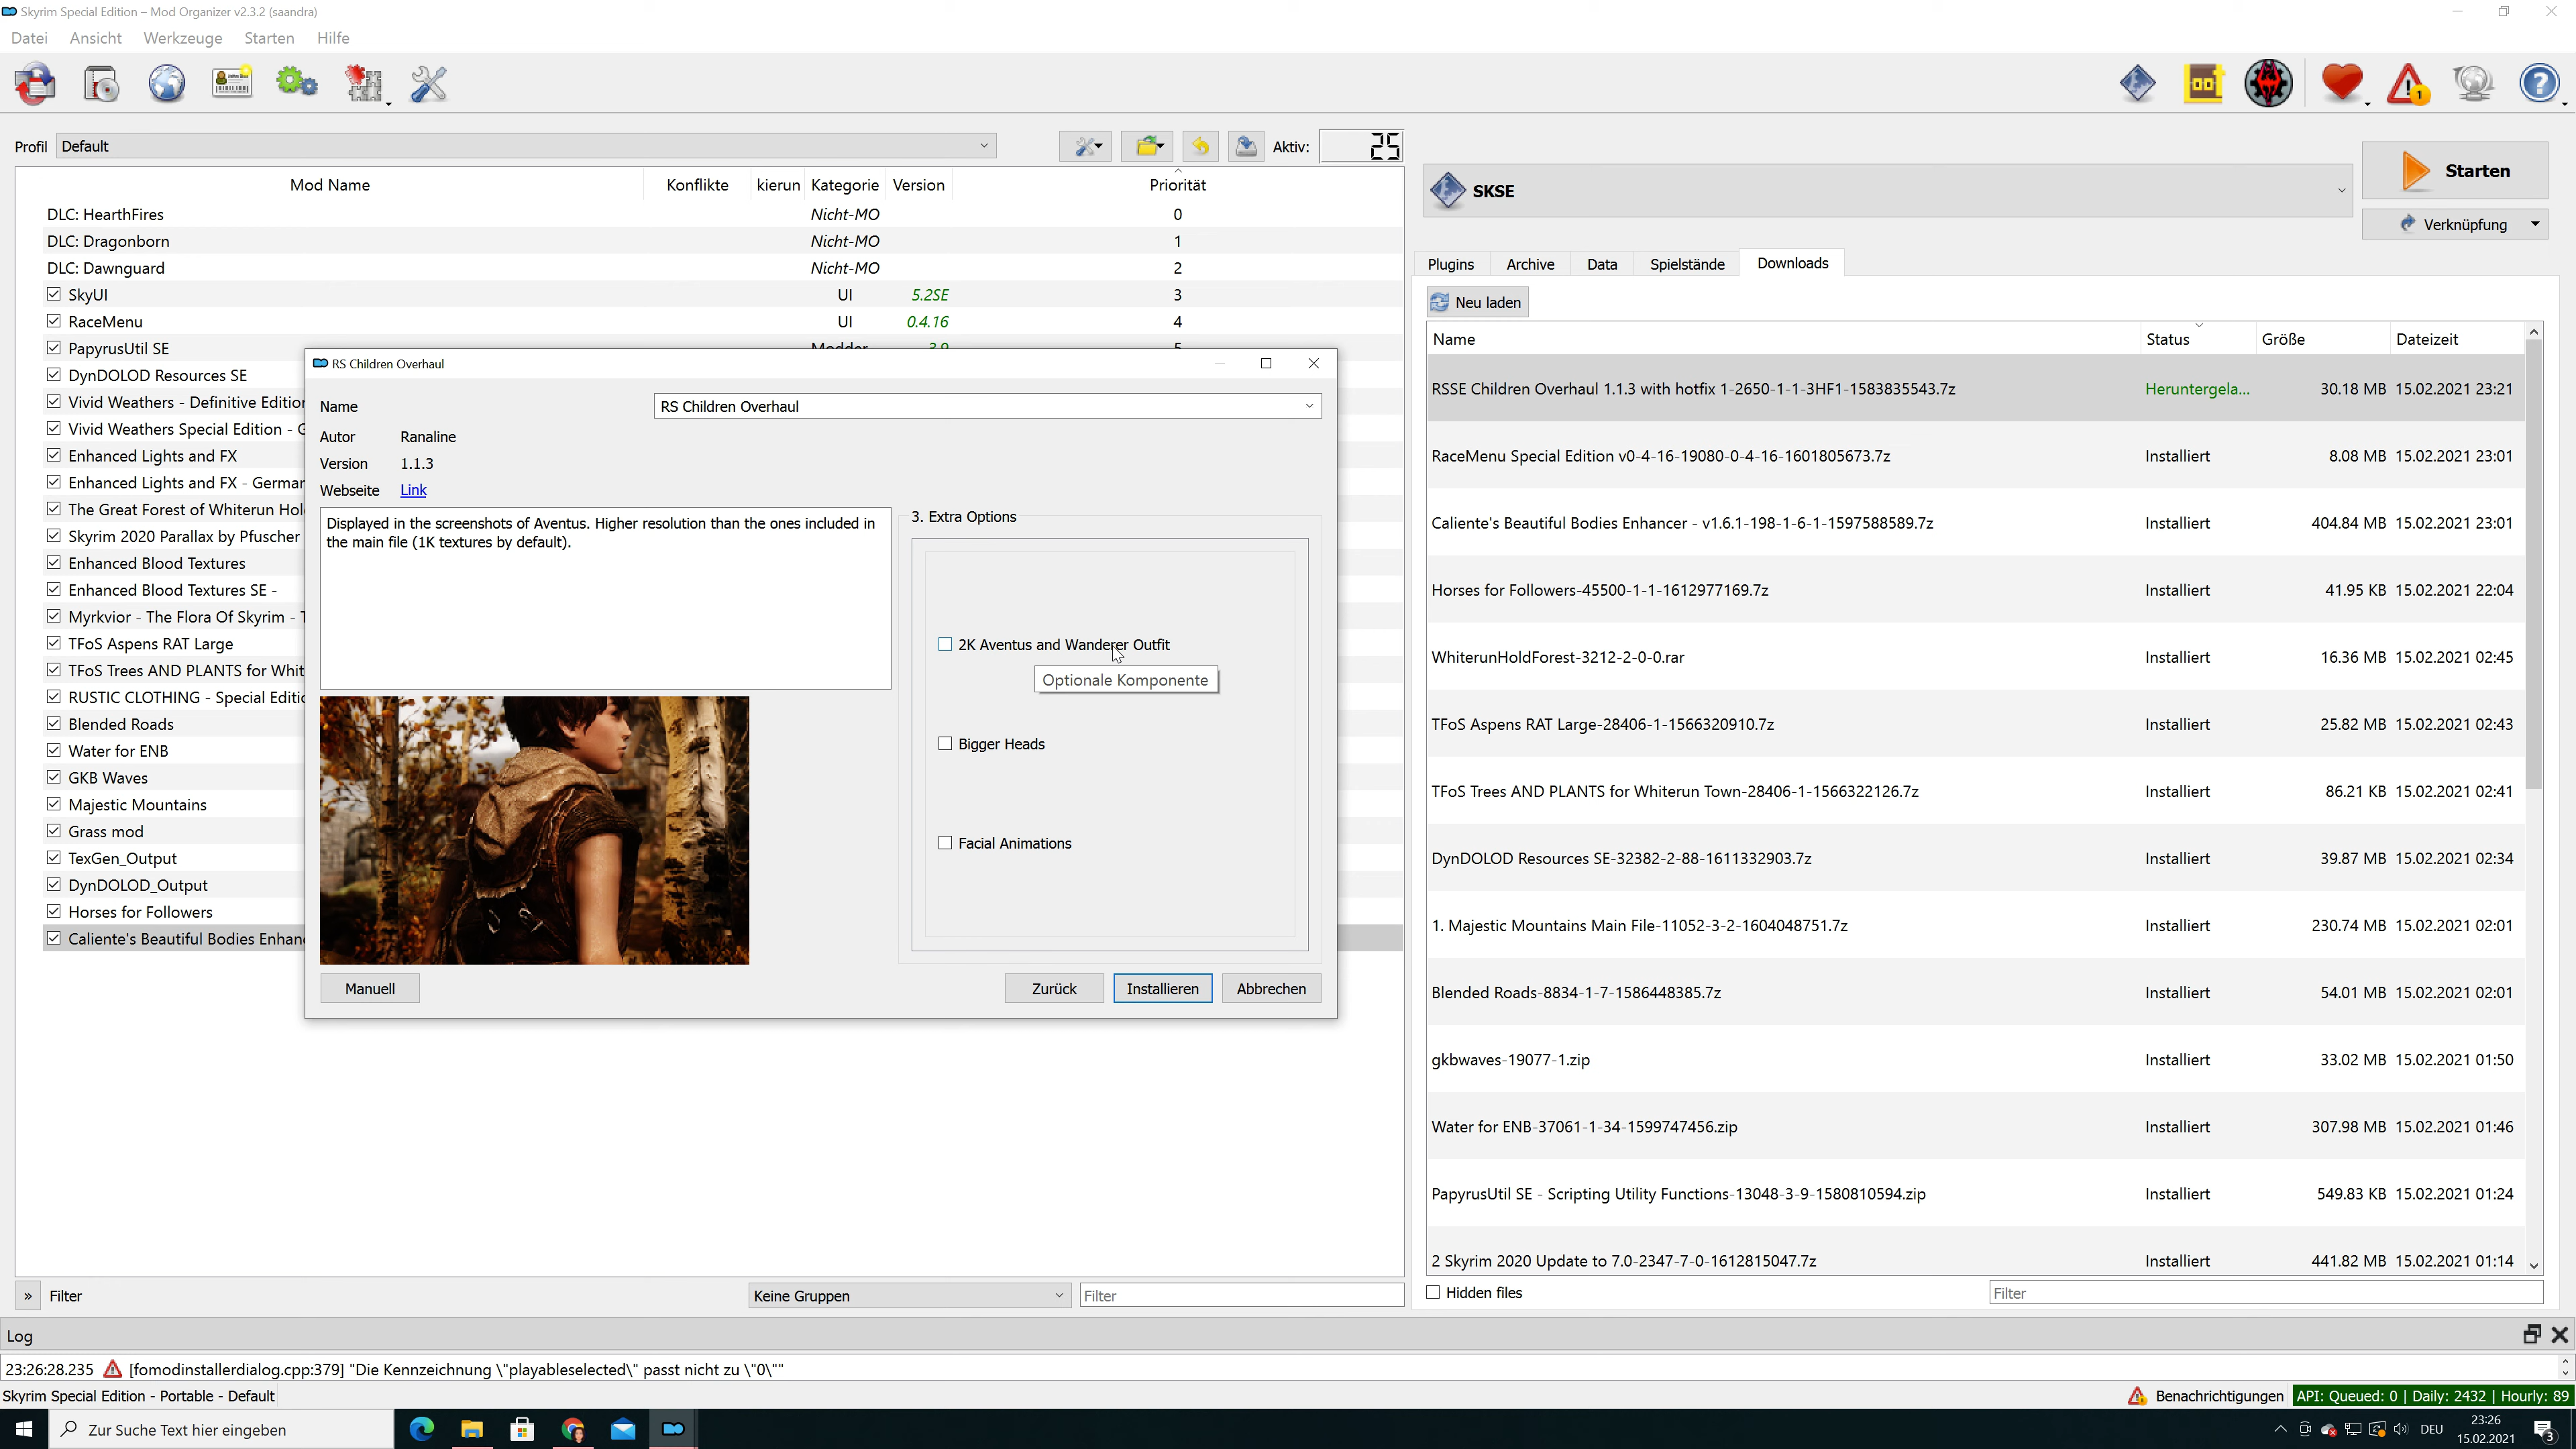 Skyrim Special Edition – Mod Organizer v2.3.2 (saandra)
Datei Ansicht Werkzeuge Starten Hilfe
Profil Default Aktiv: 25
Mod Name Konflikte kierun Kategorie Version Priorität
DLC: HearthFires Nicht-MO 0
DLC: Dragonborn Nicht-MO 1
DLC: Dawnguard Nicht-MO 2
SkyUI UI 5.2SE 3
RaceMenu UI 0.4.16 4
PapyrusUtil SE Modder 3.9 5
DynDOLOD Resources SE
Vivid Weathers - Definitive Edition
Vivid Weathers Special Edition - G
Enhanced Lights and FX
Enhanced Lights and FX - German
The Great Forest of Whiterun Hol
Skyrim 2020 Parallax by Pfuscher
Enhanced Blood Textures
Enhanced Blood Textures SE -
Myrkvior - The Flora Of Skyrim - T
TFoS Aspens RAT Large
TFoS Trees AND PLANTS for Whit
RUSTIC CLOTHING - Special Editio
Blended Roads
Water for ENB
GKB Waves
Majestic Mountains
Grass mod
TexGen_Output
DynDOLOD_Output
Horses for Followers
Caliente's Beautiful Bodies Enhan
RS Children Overhaul
Name RS Children Overhaul
Autor Ranaline
Version 1.1.3
Webseite Link
Displayed in the screenshots of Aventus. Higher resolution than the ones included in
the main file (1K textures by default).
3. Extra Options
2K Aventus and Wanderer Outfit
Optionale Komponente
Bigger Heads
Facial Animations
Manuell Zurück Installieren Abbrechen
» Filter Keine Gruppen Filter
SKSE
Starten
Verknüpfung
Plugins Archive Data Spielstände Downloads
Neu laden
Name Status Größe Dateizeit
RSSE Children Overhaul 1.1.3 with hotfix 1-2650-1-1-3HF1-1583835543.7z Heruntergela... 30.18 MB 15.02.2021 23:21
RaceMenu Special Edition v0-4-16-19080-0-4-16-1601805673.7z Installiert 8.08 MB 15.02.2021 23:01
Caliente's Beautiful Bodies Enhancer - v1.6.1-198-1-6-1-1597588589.7z Installiert 404.84 MB 15.02.2021 23:01
Horses for Followers-45500-1-1-1612977169.7z Installiert 41.95 KB 15.02.2021 22:04
WhiterunHoldForest-3212-2-0-0.rar Installiert 16.36 MB 15.02.2021 02:45
TFoS Aspens RAT Large-28406-1-1566320910.7z Installiert 25.82 MB 15.02.2021 02:43
TFoS Trees AND PLANTS for Whiterun Town-28406-1-1566322126.7z Installiert 86.21 KB 15.02.2021 02:41
DynDOLOD Resources SE-32382-2-88-1611332903.7z Installiert 39.87 MB 15.02.2021 02:34
1. Majestic Mountains Main File-11052-3-2-1604048751.7z Installiert 230.74 MB 15.02.2021 02:01
Blended Roads-8834-1-7-1586448385.7z Installiert 54.01 MB 15.02.2021 02:01
gkbwaves-19077-1.zip Installiert 33.02 MB 15.02.2021 01:50
Water for ENB-37061-1-34-1599747456.zip Installiert 307.98 MB 15.02.2021 01:46
PapyrusUtil SE - Scripting Utility Functions-13048-3-9-1580810594.zip Installiert 549.83 KB 15.02.2021 01:24
2 Skyrim 2020 Update to 7.0-2347-7-0-1612815047.7z Installiert 441.82 MB 15.02.2021 01:14
Hidden files Filter
Log
23:26:28.235 [fomodinstallerdialog.cpp:379] "Die Kennzeichnung \"playableselected\" passt nicht zu \"0\""
Skyrim Special Edition - Portable - Default Benachrichtigungen API: Queued: 0 | Daily: 2432 | Hourly: 89
Zur Suche Text hier eingeben DEU 23:26
15.02.2021 3